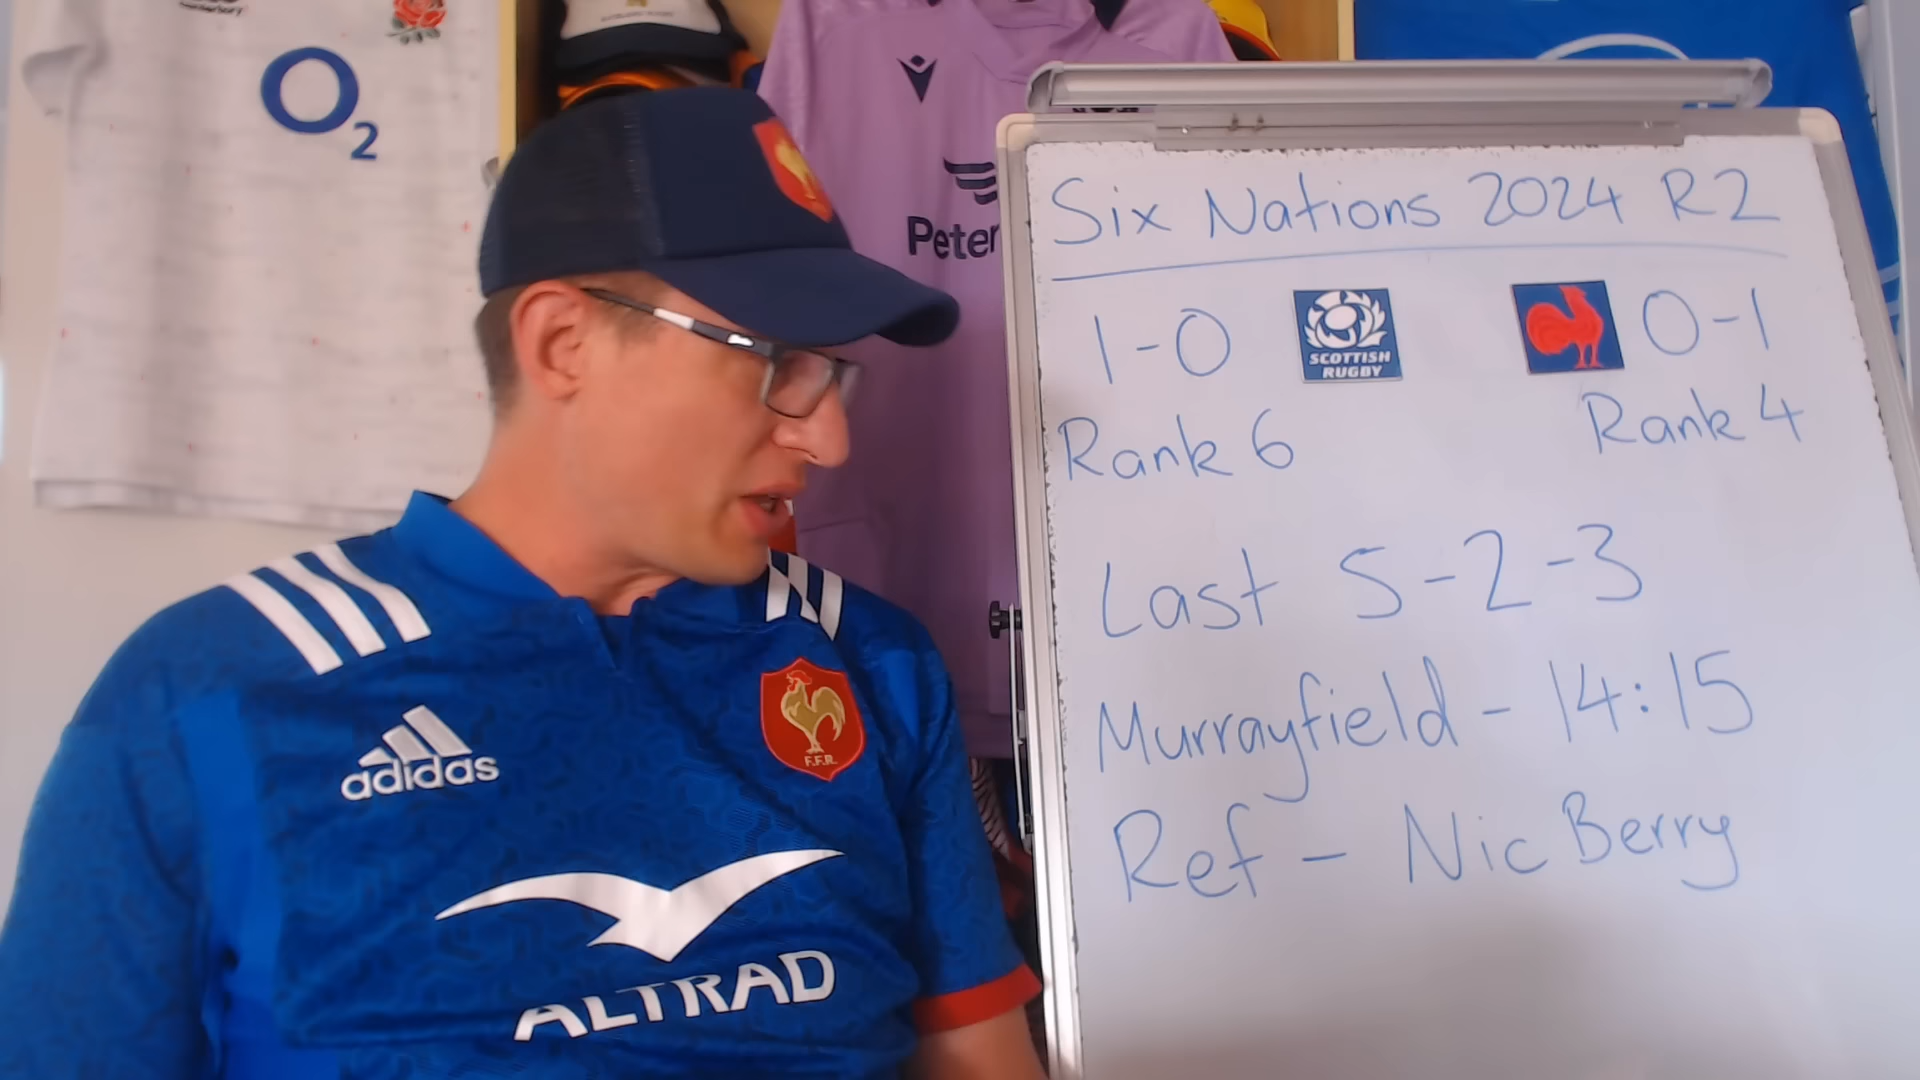 canterbury
O2
Peter
Six Nations 2024 R2
1-0
SCOTTISH
RUGBY
0-1
Rank 6
Rank 4
Last 5-2-3
Murrayfield - 14:15
Ref - Nic Berry
adidas
F.F.R.
ALTRAD